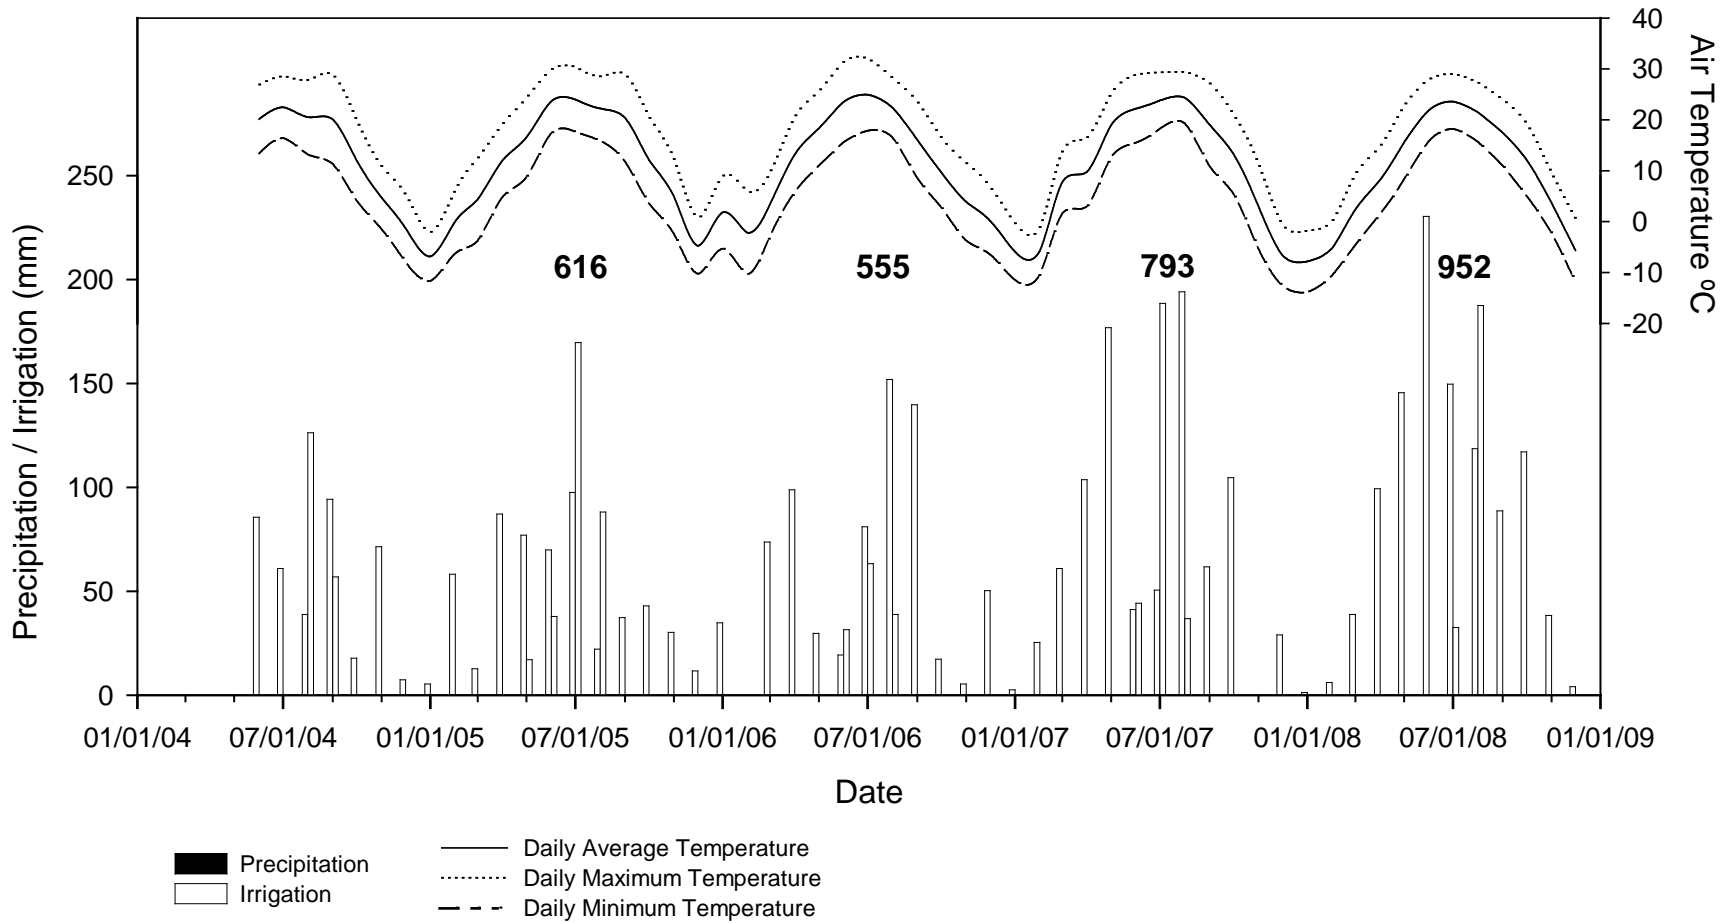 40
30
20
10
0
-10
-20
Air Temperature ºC
250
200
150
100
50
0
Precipitation / Irrigation (mm)
616 555 793 952
01/01/04 07/01/04 01/01/05 07/01/05 01/01/06 07/01/06 01/01/07 07/01/07 01/01/08 07/01/08 01/01/09
Date
Precipitation
Irrigation
Daily Average Temperature
Daily Maximum Temperature
Daily Minimum Temperature